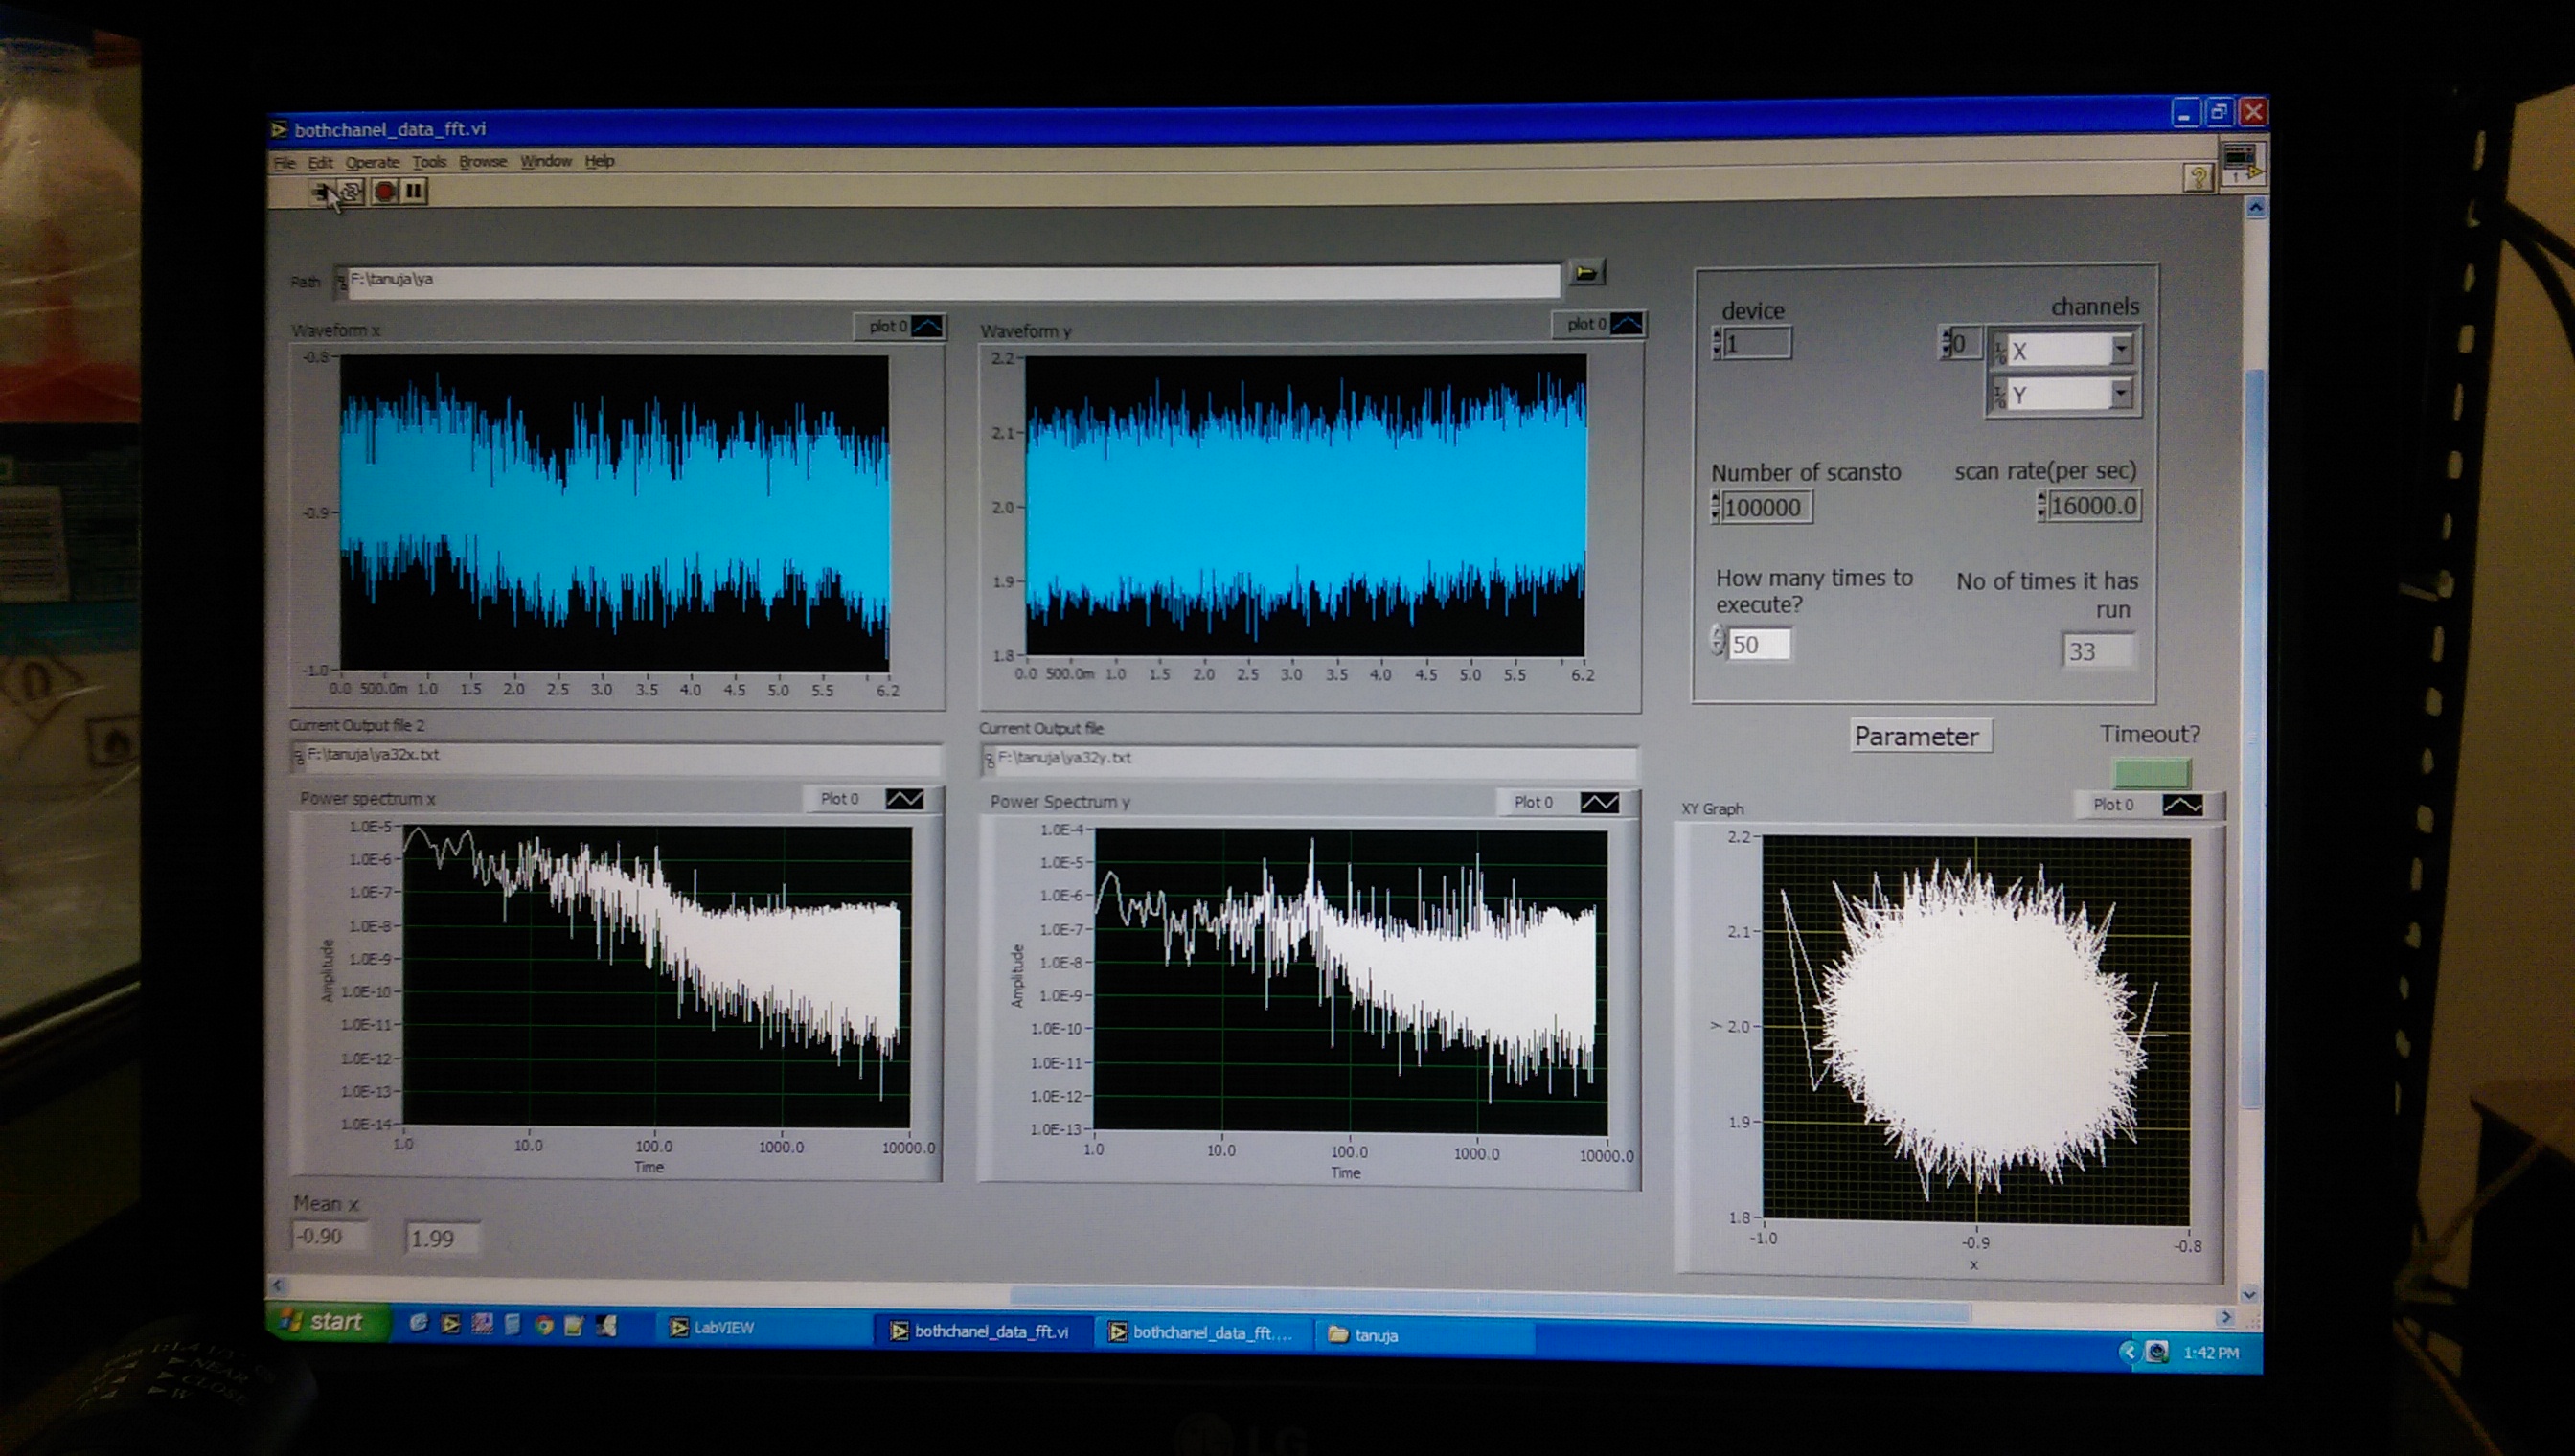 bothchanel_data_fft.vi
File Edit Operate Tools Browse Window Help
Path F:\tanuja\ya
Waveform x plot 0
-0.8
-0.9
-1.0
0.0 500.0m 1.0 1.5 2.0 2.5 3.0 3.5 4.0 4.5 5.0 5.5 6.2
Waveform y plot 0
2.2
2.1
2.0
1.9
1.8
0.0 500.0m 1.0 1.5 2.0 2.5 3.0 3.5 4.0 4.5 5.0 5.5 6.2
device channels
1 0 X
Y
Number of scansto scan rate(per sec)
100000 16000.0
How many times to
execute?
50
No of times it has
run
33
Current Output file 2
F:\tanuja\ya32x.txt
Current Output file
F:\tanuja\ya32y.txt
Parameter Timeout?
Power spectrum x Plot 0
1.0E-5
1.0E-6
1.0E-7
1.0E-8
1.0E-9
1.0E-10
1.0E-11
1.0E-12
1.0E-13
1.0E-14
Amplitude
1.0 10.0 100.0 1000.0 10000.0
Time
Power Spectrum y Plot 0
1.0E-4
1.0E-5
1.0E-6
1.0E-7
1.0E-8
1.0E-9
1.0E-10
1.0E-11
1.0E-12
1.0E-13
Amplitude
1.0 10.0 100.0 1000.0 10000.0
Time
XY Graph Plot 0
2.2
2.1
2.0
1.9
1.8
y
-1.0 -0.9 -0.8
x
Mean x
-0.90 1.99
start LabVIEW bothchanel_data_fft.vi bothchanel_data_fft.... tanuja 1:42 PM
NEAR
CLOSE
W
LG